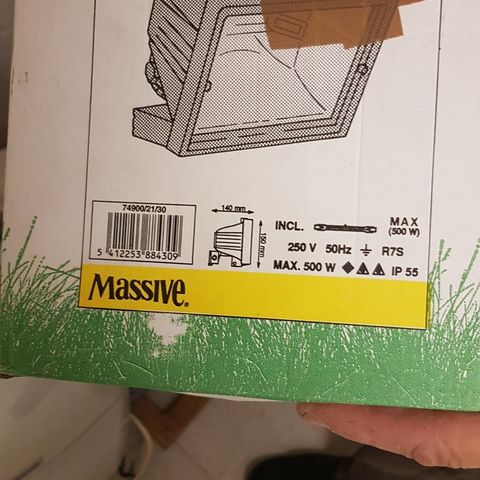 74900/21/30
5 412253 884309
140 mm
150 mm
INCL. MAX
(500 W)
250 V 50Hz R7S
MAX. 500 W IP 55
MASSIVE®